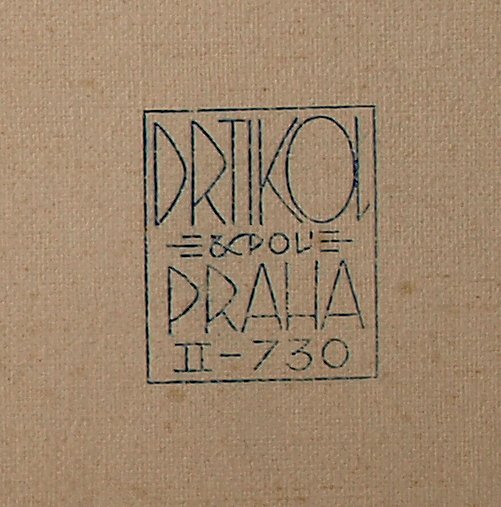 DRTIKOL
& SPOL
PRAHA
II-730